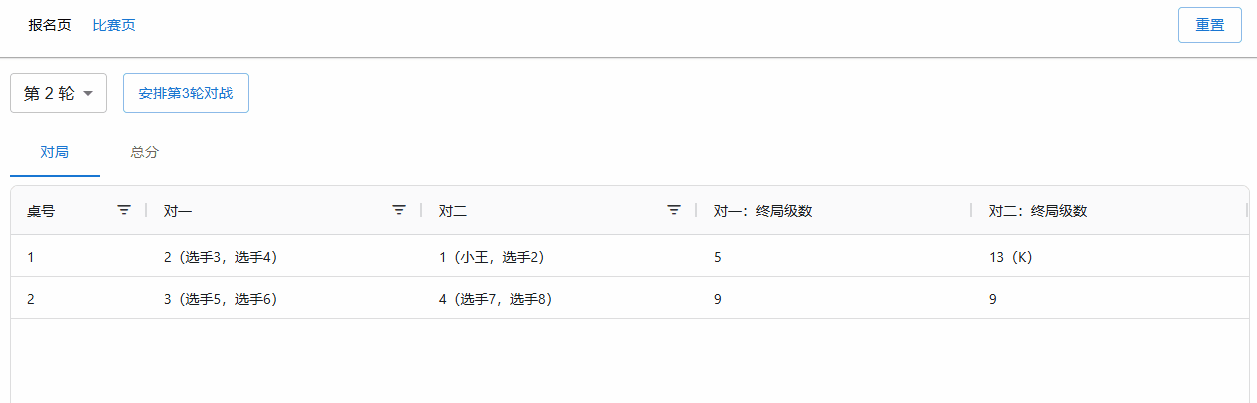 报名页 比赛页 重置
第 2 轮 安排第3轮对战
对局 总分
桌号 对一 对二 对一：终局级数 对二：终局级数
1 2（选手3，选手4） 1（小王，选手2） 5 13（K）
2 3（选手5，选手6） 4（选手7，选手8） 9 9